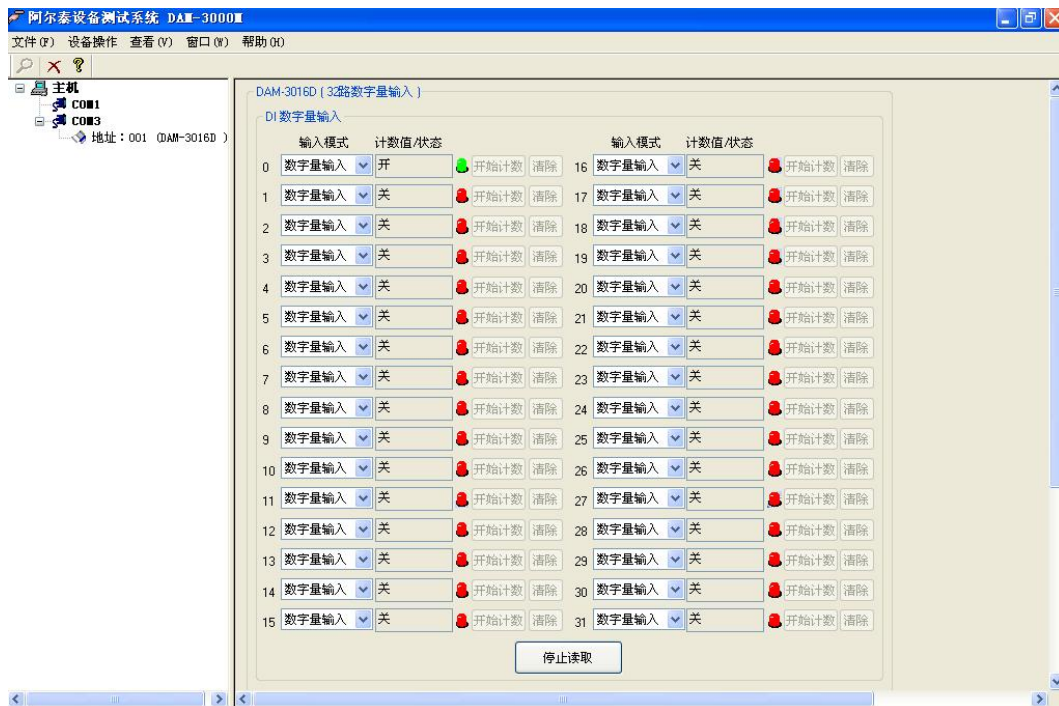 阿尔泰设备测试系统 DAM-3000M
文件(F) 设备操作 查看(V) 窗口(W) 帮助(H)
主机
COM1
COM3
地址：001 (DAM-3016D )
DAM-3016D ( 32路数字量输入 )
DI 数字量输入
输入模式 计数值/状态 输入模式 计数值/状态
0 数字量输入 开 开始计数 清除 16 数字量输入 关 开始计数 清除
1 数字量输入 关 开始计数 清除 17 数字量输入 关 开始计数 清除
2 数字量输入 关 开始计数 清除 18 数字量输入 关 开始计数 清除
3 数字量输入 关 开始计数 清除 19 数字量输入 关 开始计数 清除
4 数字量输入 关 开始计数 清除 20 数字量输入 关 开始计数 清除
5 数字量输入 关 开始计数 清除 21 数字量输入 关 开始计数 清除
6 数字量输入 关 开始计数 清除 22 数字量输入 关 开始计数 清除
7 数字量输入 关 开始计数 清除 23 数字量输入 关 开始计数 清除
8 数字量输入 关 开始计数 清除 24 数字量输入 关 开始计数 清除
9 数字量输入 关 开始计数 清除 25 数字量输入 关 开始计数 清除
10 数字量输入 关 开始计数 清除 26 数字量输入 关 开始计数 清除
11 数字量输入 关 开始计数 清除 27 数字量输入 关 开始计数 清除
12 数字量输入 关 开始计数 清除 28 数字量输入 关 开始计数 清除
13 数字量输入 关 开始计数 清除 29 数字量输入 关 开始计数 清除
14 数字量输入 关 开始计数 清除 30 数字量输入 关 开始计数 清除
15 数字量输入 关 开始计数 清除 31 数字量输入 关 开始计数 清除
停止读取